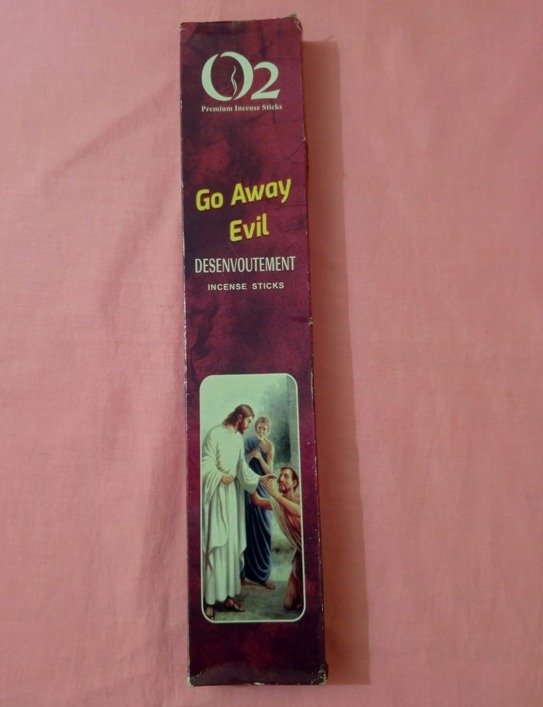 O2
Premium Incense Sticks
Go Away
Evil
DESENVOUTEMENT
INCENSE STICKS